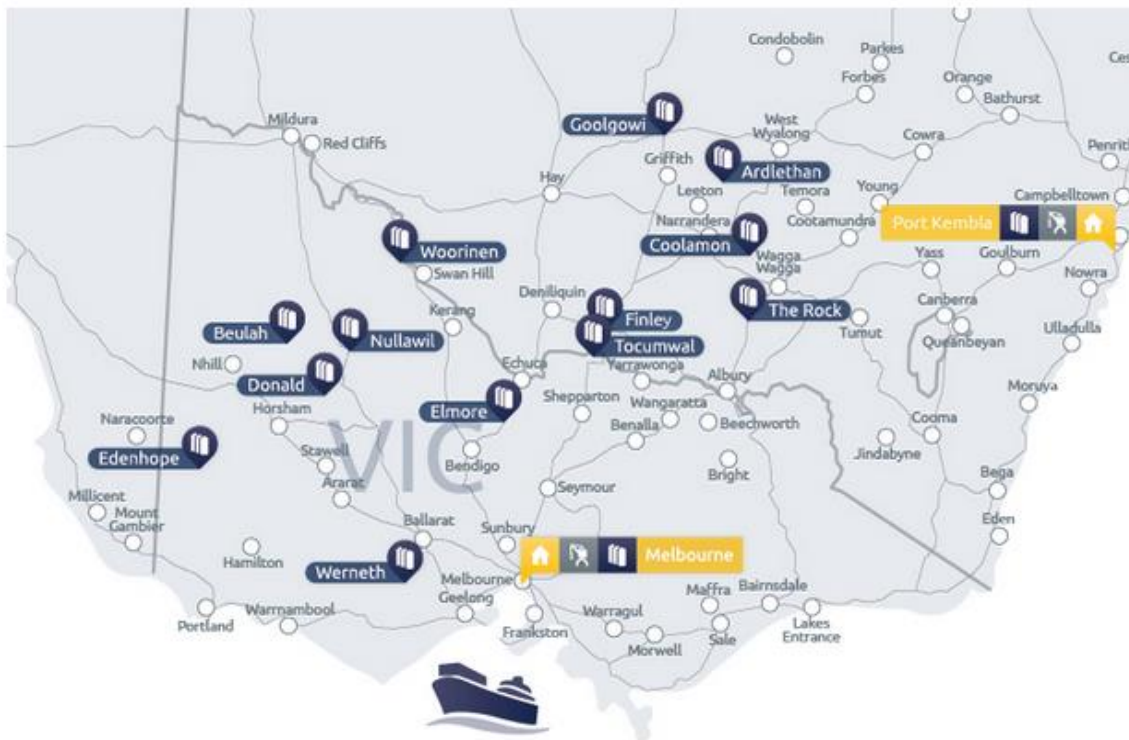 Condobolin
Parkes
Ces
Forbes
Orange
Bathurst
Goolgowi
Mildura
Red Cliffs
West
Wyalong
Cowra
Penrith
Griffith
Ardlethan
Hay
Leeton
Temora
Young
Campbelltown
Narrandera
Cootamundra
Port Kembla
Coolamon
Woorinen
Wagga
Wagga
Yass
Goulburn
Swan Hill
Nowra
Deniliquin
Canberra
Kerang
Finley
The Rock
Beulah
Nullawil
Tumut
Queanbeyan
Ulladulla
Tocumwal
Nhill
Echuca
Yarrawonga
Albury
Donald
Moruya
Shepparton
Wangaratta
Horsham
Elmore
Naracoorte
Benalla
Beechworth
Cooma
VIC
Edenhope
Stawell
Bendigo
Bright
Jindabyne
Bega
Ararat
Seymour
Millicent
Mount
Gambier
Ballarat
Sunbury
Eden
Melbourne
Hamilton
Werneth
Melbourne
Maffra
Bairnsdale
Geelong
Portland
Warrnambool
Frankston
Warragul
Sale
Lakes
Entrance
Morwell